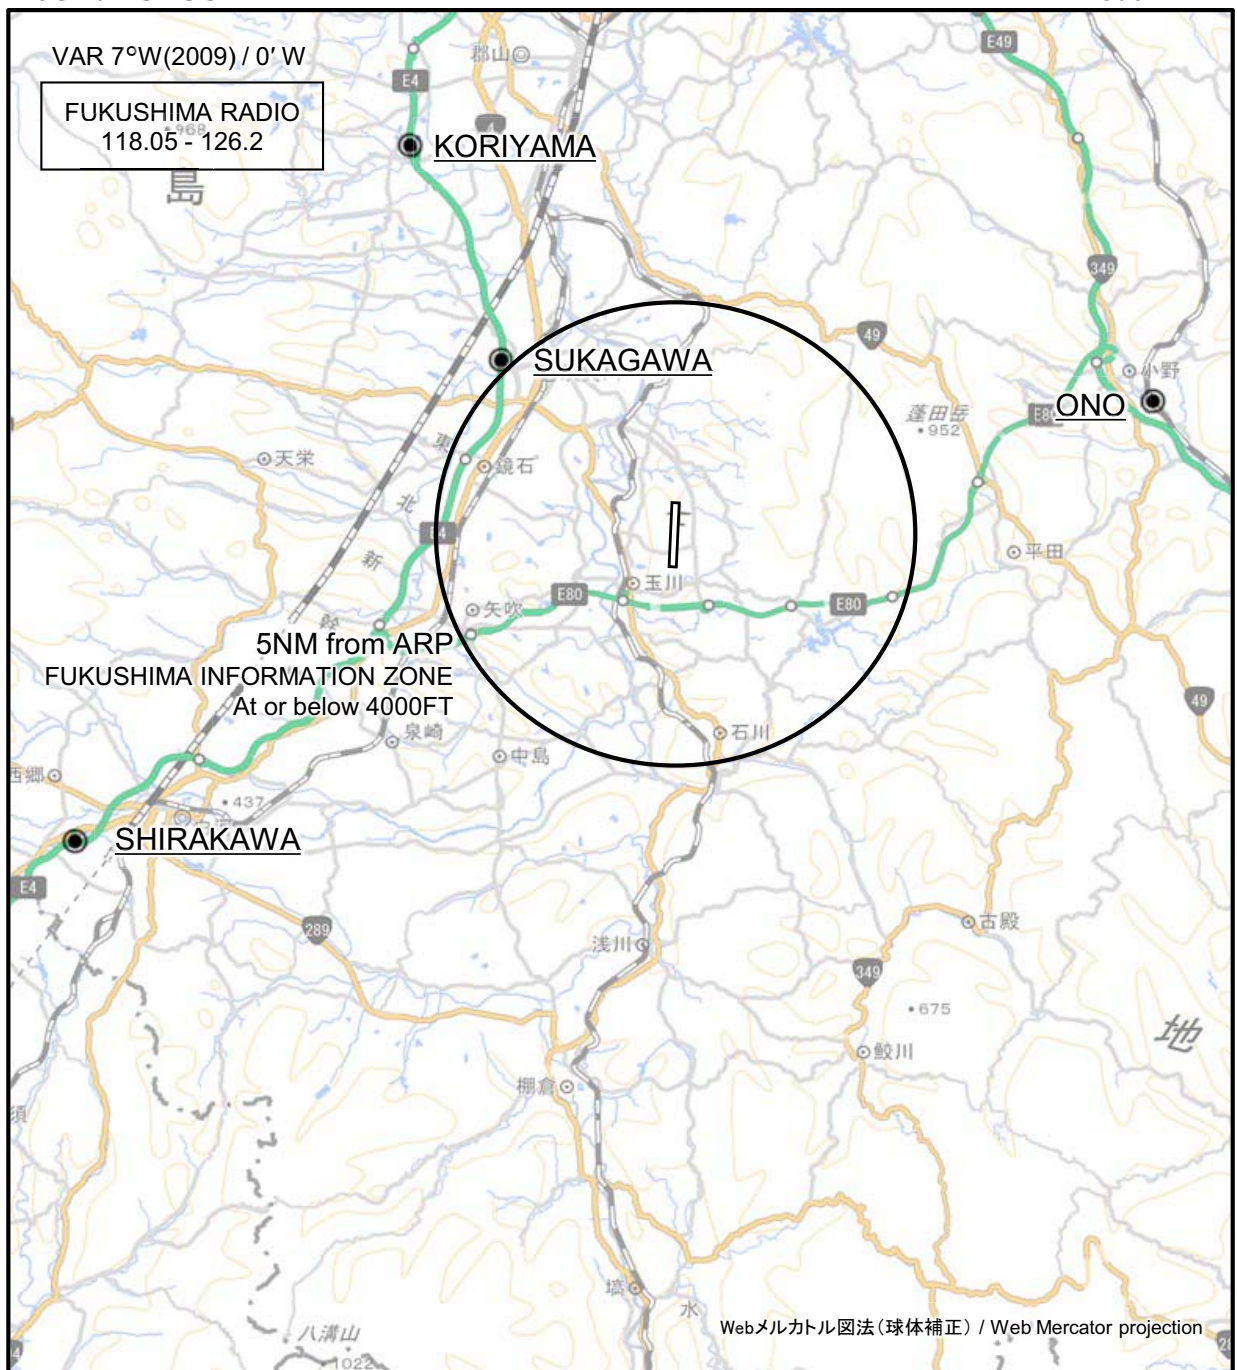 VAR 7°W(2009) / 0′ W
FUKUSHIMA RADIO
118.05 - 126.2
968
島
郡山
E4
4
KORIYAMA
E49
349
49
SUKAGAWA
小野
ONO
蓬田岳
952
天栄
東
鏡石
北
E4
新
幹
平田
玉川
E80
E80
矢吹
5NM from ARP
FUKUSHIMA INFORMATION ZONE
At or below 4000FT
49
石川
泉崎
中島
西郷
437
SHIRAKAWA
E4
289
浅川
古殿
349
675
地
鮫川
棚倉
須
塙
水
八溝山
1022
Webメルカトル図法(球体補正) / Web Mercator projection